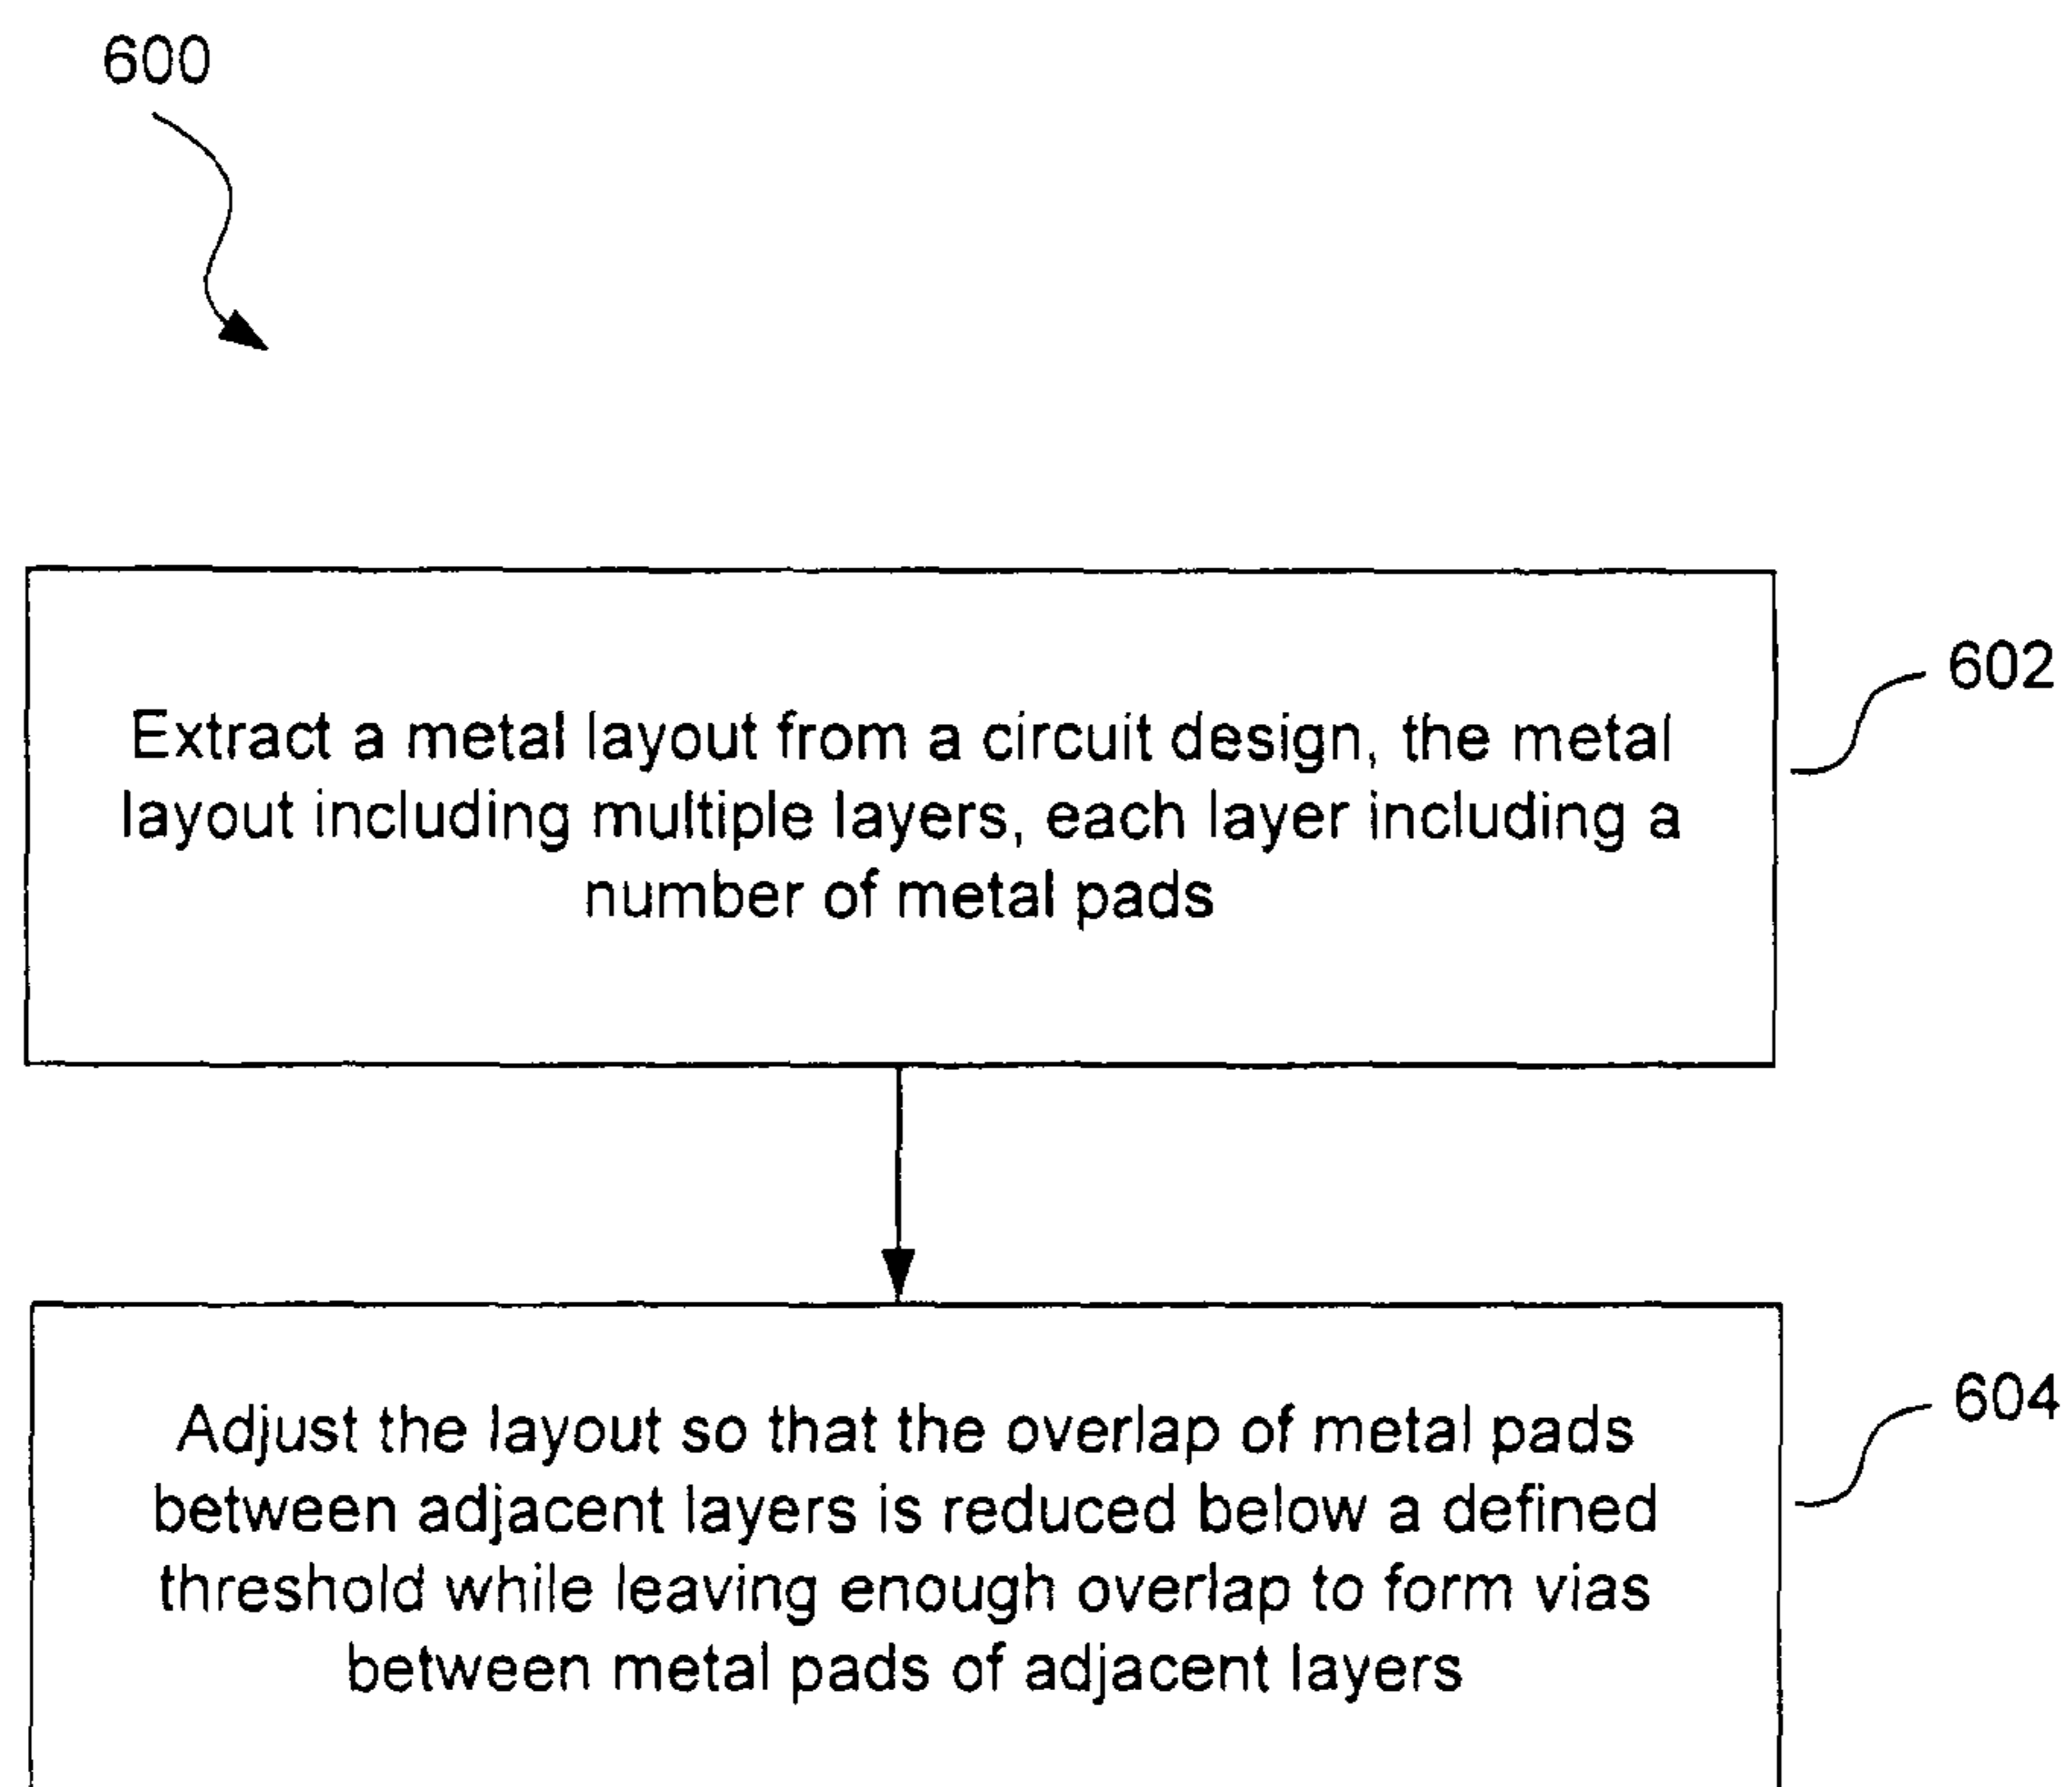 600
602
Extract a metal layout from a circuit design, the metal
layout including multiple layers, each layer including a
number of metal pads
604
Adjust the layout so that the overlap of metal pads
between adjacent layers is reduced below a defined
threshold while leaving enough overlap to form vias
between metal pads of adjacent layers